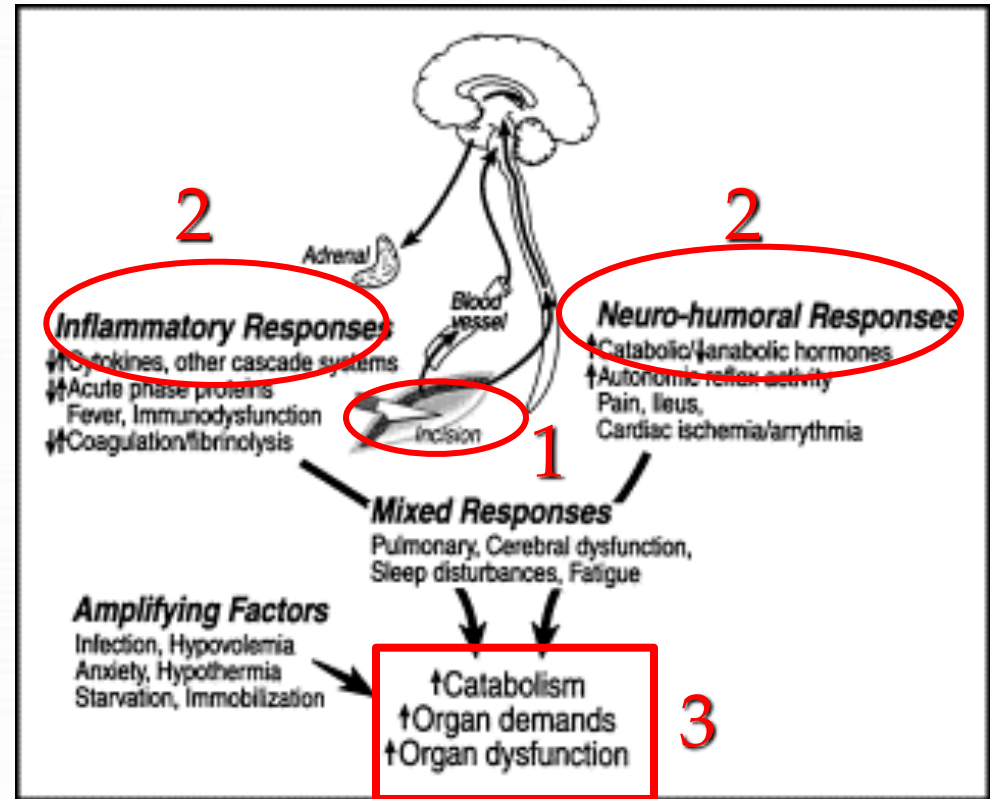 2
2
Adrenal
Blood
vessel
Inflammatory Responses
↓↑Cytokines, other cascade systems
↓↑Acute phase proteins
Fever, Immunodysfunction
↓↑Coagulation/fibrinolysis
Neuro-humoral Responses
↑Catabolic/↓anabolic hormones
↑Autonomic reflex activity
Pain, Ileus,
Cardiac ischemia/arrythmia
Incision
1
Mixed Responses
Pulmonary, Cerebral dysfunction,
Sleep disturbances, Fatigue
Amplifying Factors
Infection, Hypovolemia
Anxiety, Hypothermia
Starvation, Immobilization
↑Catabolism
↑Organ demands
↑Organ dysfunction
3